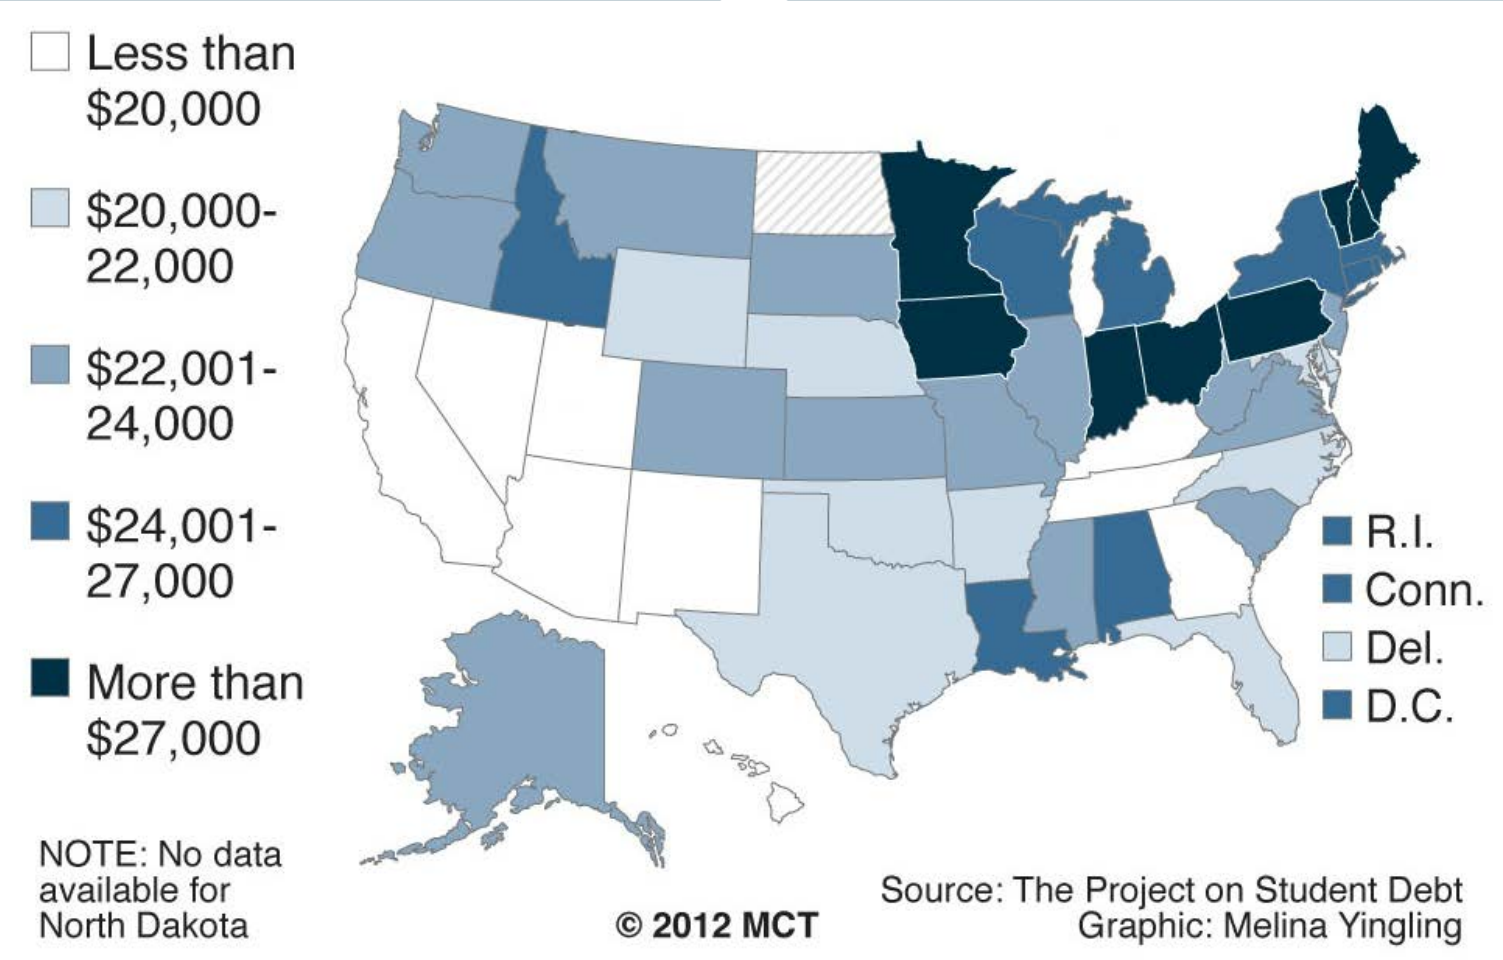 Less than
$20,000
$20,000-
22,000
$22,001-
24,000
$24,001-
27,000
More than
$27,000
R.I.
Conn.
Del.
D.C.
NOTE: No data
available for
North Dakota
© 2012 MCT
Source: The Project on Student Debt
Graphic: Melina Yingling